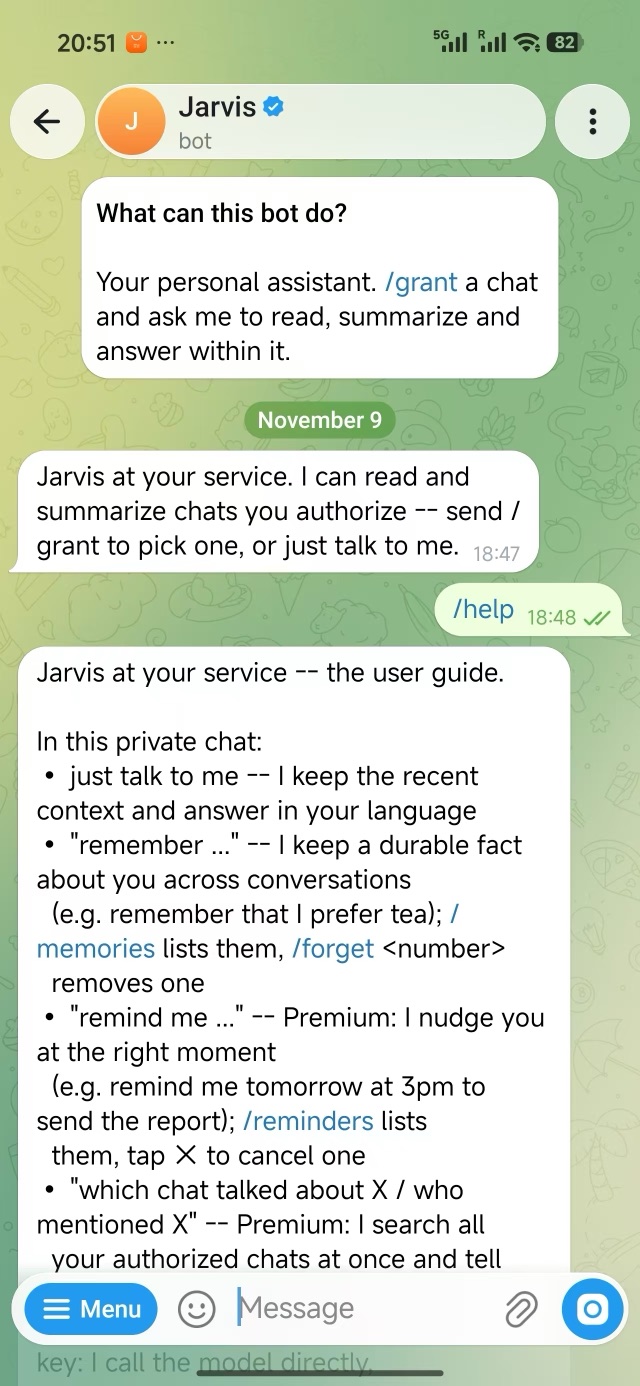 20:51 ...
5G R 82
J
Jarvis
bot
What can this bot do?
Your personal assistant. /grant a chat
and ask me to read, summarize and
answer within it.
November 9
Jarvis at your service. I can read and
summarize chats you authorize -- send /
grant to pick one, or just talk to me. 18:47
/help 18:48
Jarvis at your service -- the user guide.
In this private chat:
• just talk to me -- I keep the recent
context and answer in your language
• "remember ..." -- I keep a durable fact
about you across conversations
(e.g. remember that I prefer tea); /
memories lists them, /forget <number>
removes one
• "remind me ..." -- Premium: I nudge you
at the right moment
(e.g. remind me tomorrow at 3pm to
send the report); /reminders lists
them, tap ✕ to cancel one
• "which chat talked about X / who
mentioned X" -- Premium: I search all
your authorized chats at once and tell
Menu Message
key: I call the model directly.